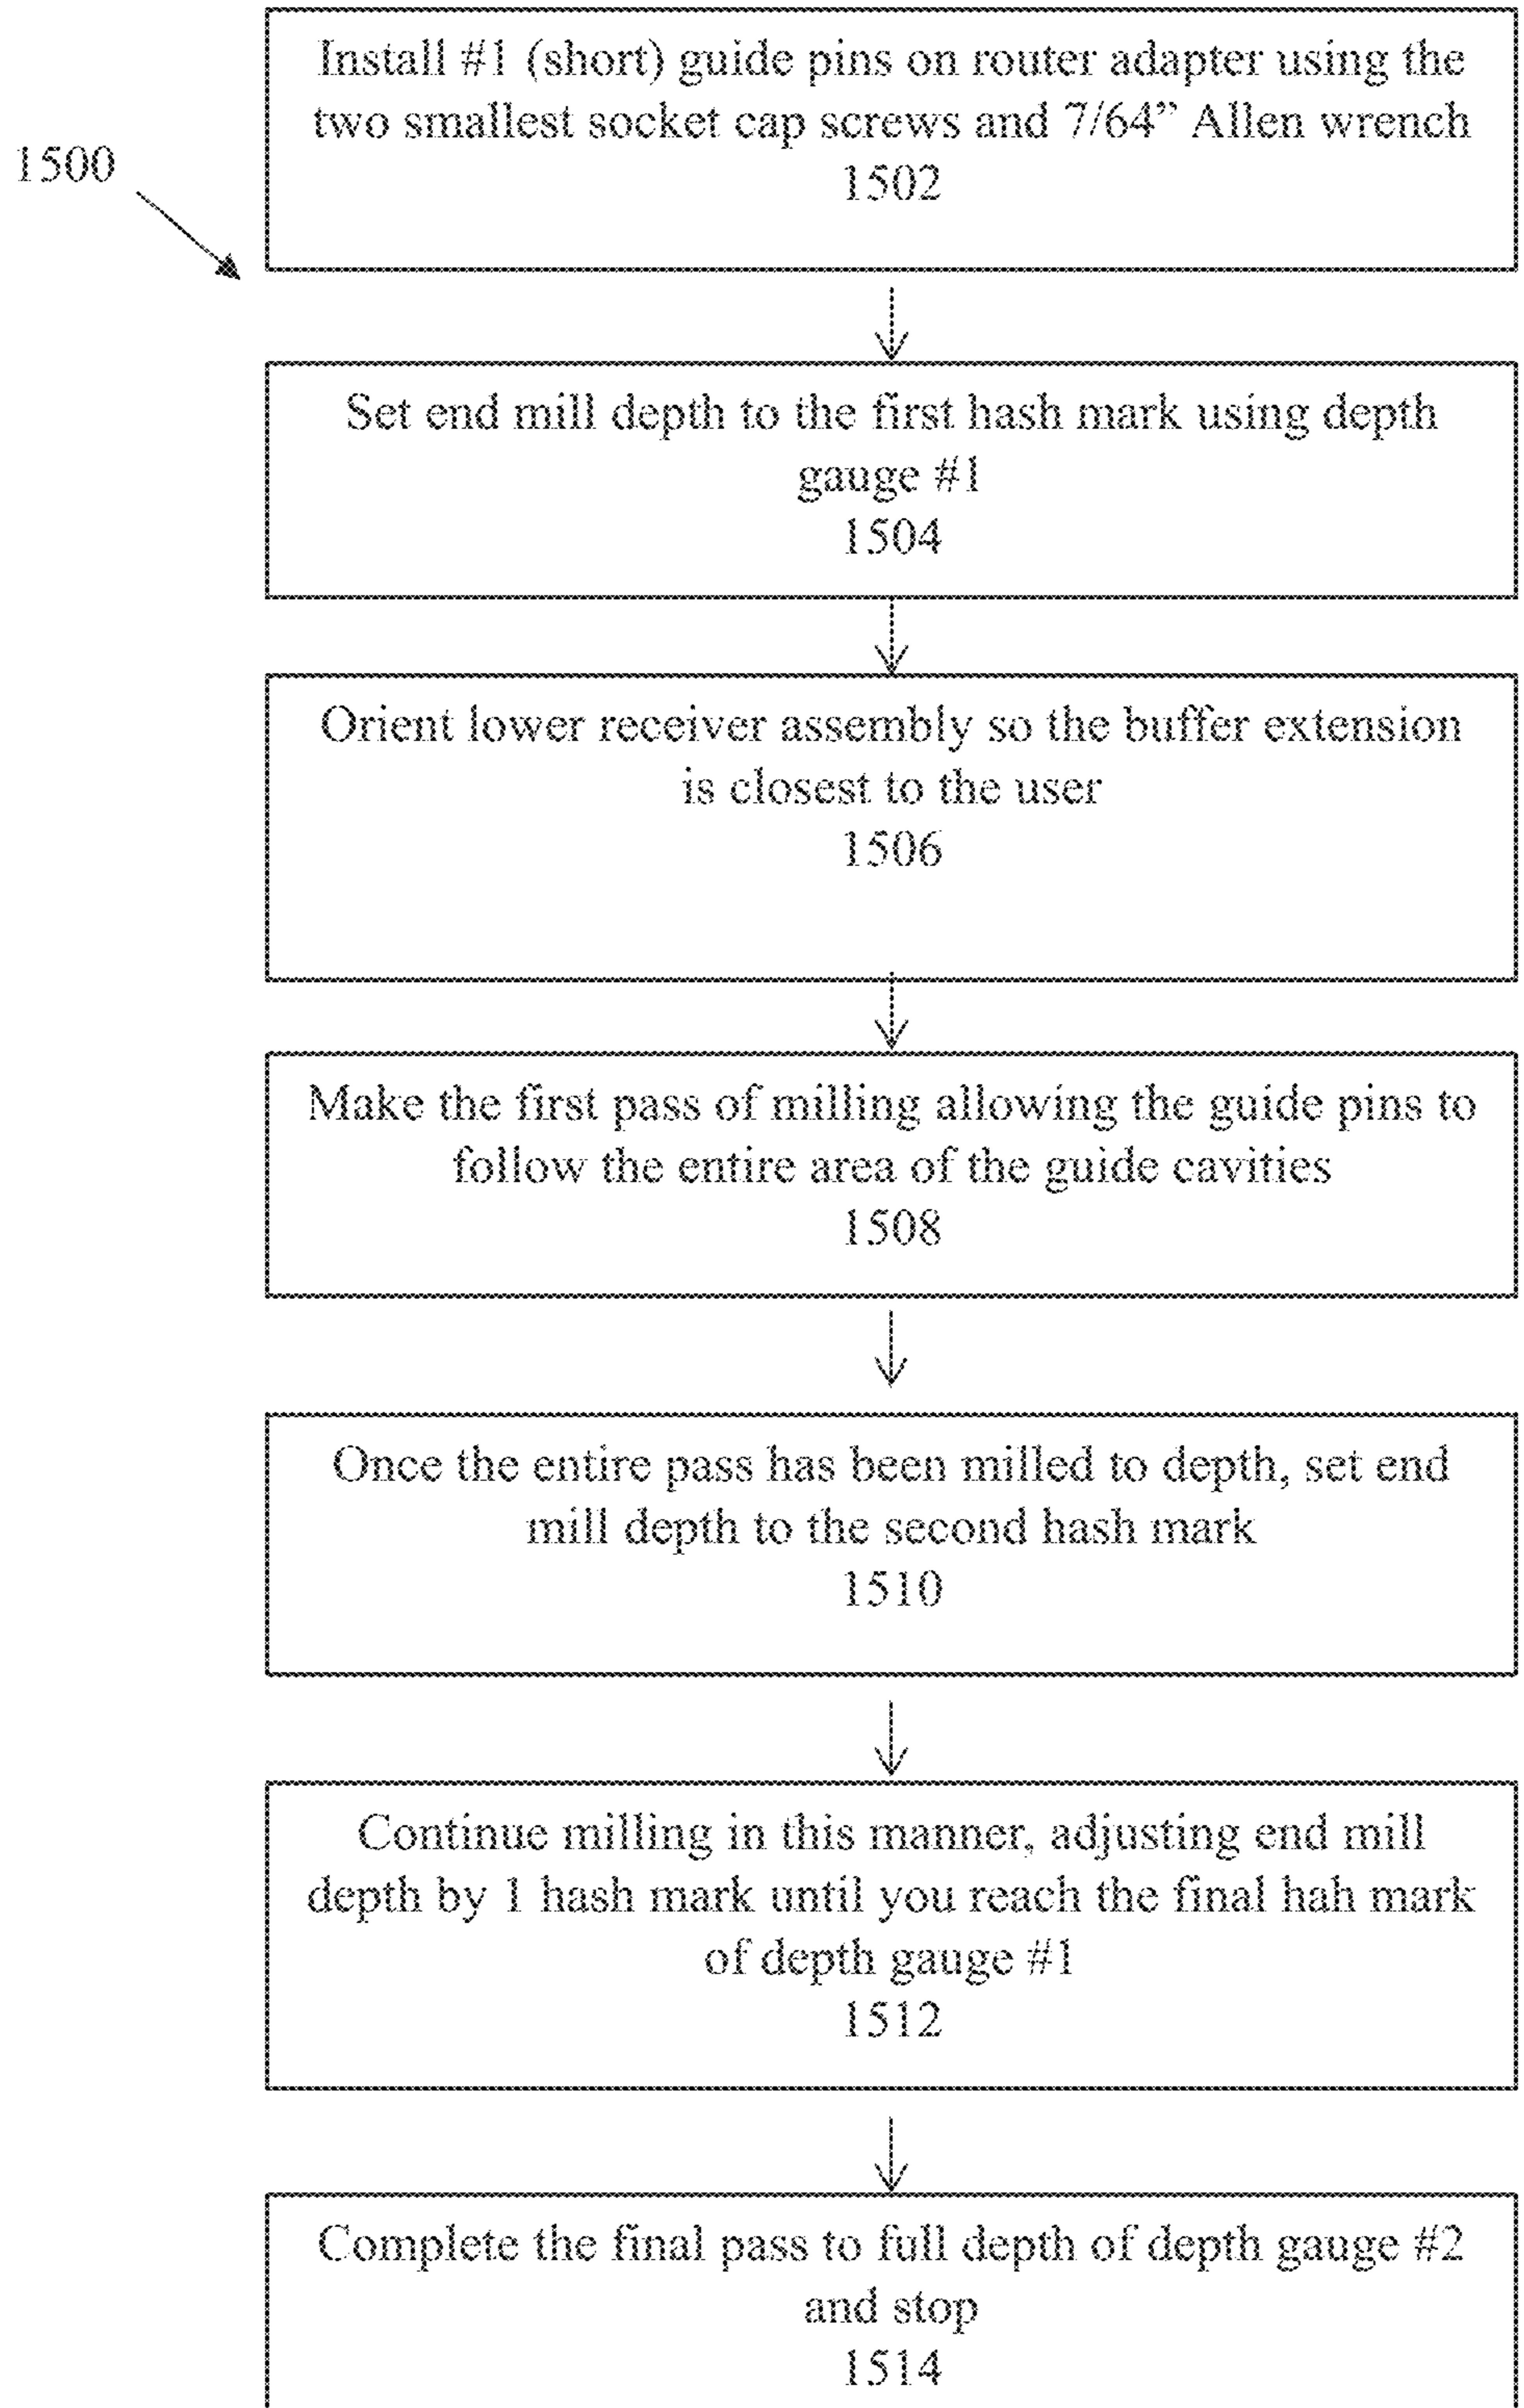 Install #1 (short) guide pins on router adapter using the
two smallest socket cap screws and 7/64” Allen wrench
1502
1500
Set end mill depth to the first hash mark using depth
gauge #1
1504
Orient lower receiver assembly so the buffer extension
is closest to the user
1506
Make the first pass of milling allowing the guide pins to
follow the entire area of the guide cavities
1508
Once the entire pass has been milled to depth, set end
mill depth to the second hash mark
1510
Continue milling in this manner, adjusting end mill
depth by 1 hash mark until you reach the final hah mark
of depth gauge #1
1512
Complete the final pass to full depth of depth gauge #2
and stop
1514